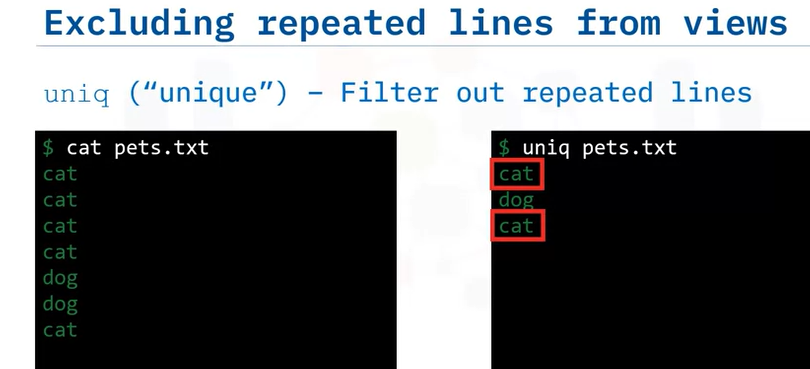 Excluding repeated lines from views
uniq (“unique”) – Filter out repeated lines
$ cat pets.txt
cat
cat
cat
cat
dog
dog
cat
$ uniq pets.txt
cat
dog
cat